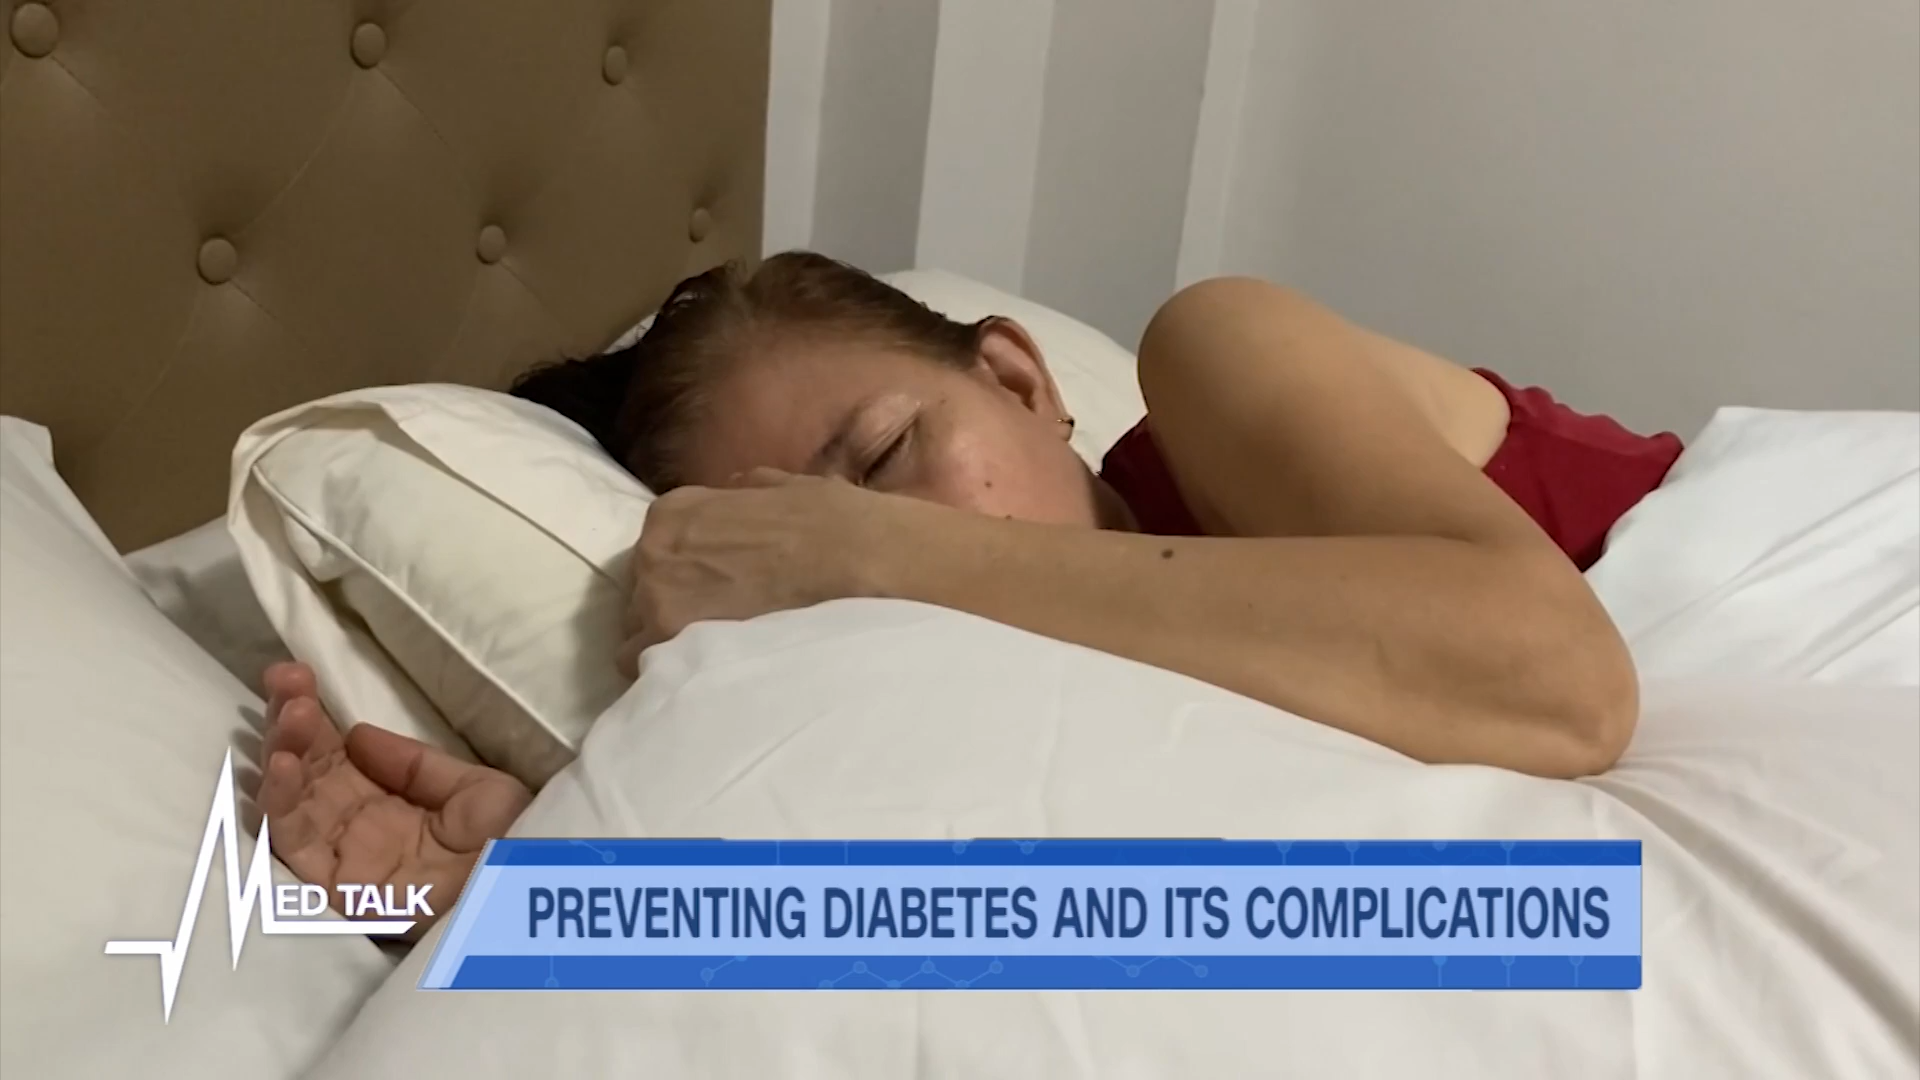 MED TALK
PREVENTING DIABETES AND ITS COMPLICATIONS